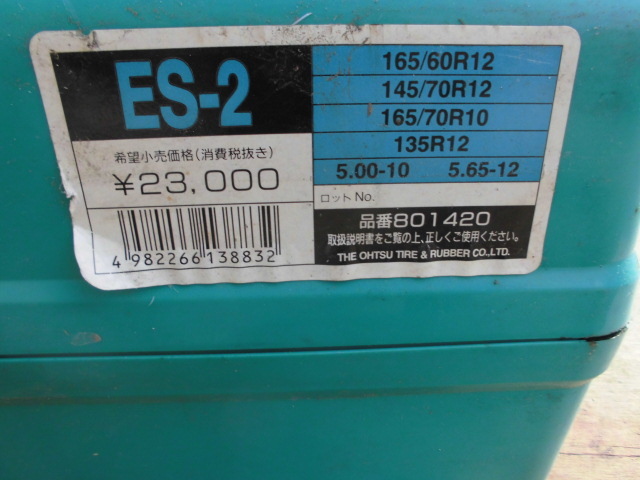 ES-2
希望小売価格(消費税抜き)
¥23,000
4 982266 138832
165/60R12
145/70R12
165/70R10
135R12
5.00-10 5.65-12
ロットNo.
品番801420
取扱説明書をご覧の上、正しくご使用ください。
THE OHTSU TIRE & RUBBER CO.,LTD.